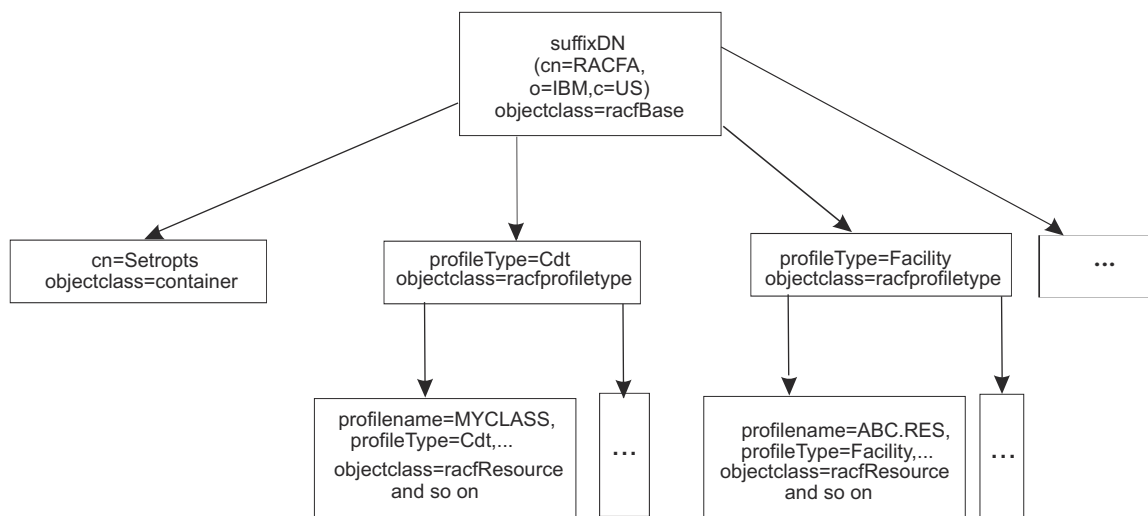 suffixDN
(cn=RACFA,
o=IBM,c=US)
objectclass=racfBase
cn=Setropts
objectclass=container
profileType=Cdt
objectclass=racfprofiletype
profileType=Facility
objectclass=racfprofiletype
...
profilename=MYCLASS,
profileType=Cdt,...
objectclass=racfResource
and so on
...
profilename=ABC.RES,
profileType=Facility,...
objectclass=racfResource
and so on
...